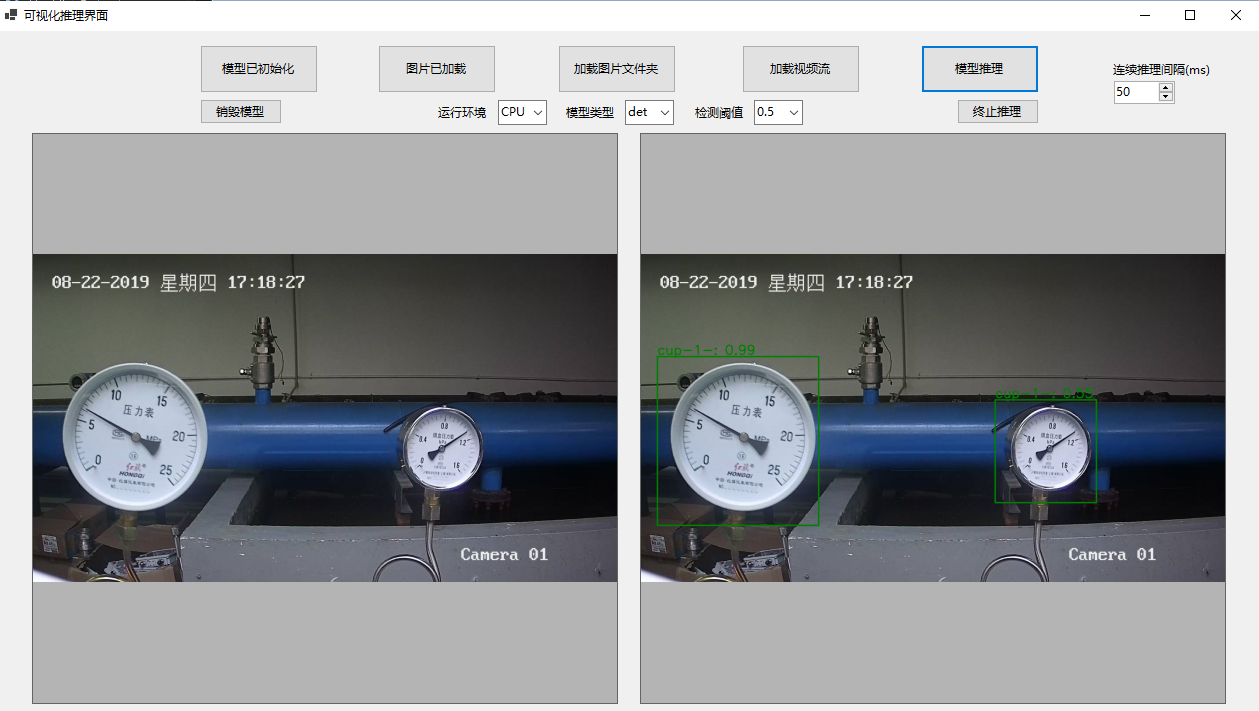 可视化推理界面
模型已初始化
图片已加载
加载图片文件夹
加载视频流
模型推理
连续推理间隔(ms)
50
销毁模型
运行环境 CPU
模型类型 det
检测阈值 0.5
终止推理
08-22-2019 星期四 17:18:27
10
15
压力表
5
MPa
20
红旗®
HONGQI
0
25
0.8
0.4
1.2
0
1.6
Camera 01
08-22-2019 星期四 17:18:27
cup-1-: 0.99
10
15
压力表
5
MPa
20
红旗®
HONGQI
0
25
0.8
0.4
1.2
0
1.6
Camera 01